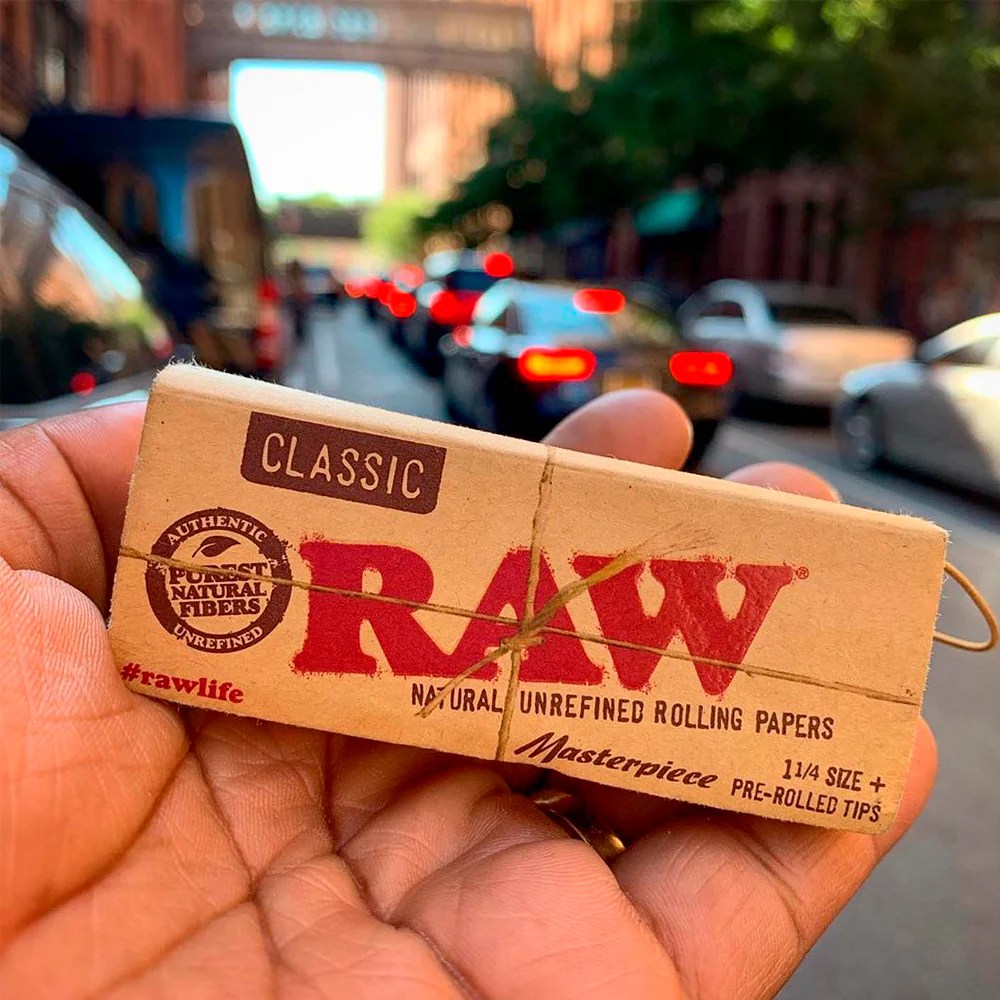 CLASSIC
AUTHENTIC
PUREST
NATURAL
FIBERS
UNREFINED
RAW®
#rawlife
NATURAL UNREFINED ROLLING PAPERS
Masterpiece
1 1/4 SIZE +
PRE-ROLLED TIPS